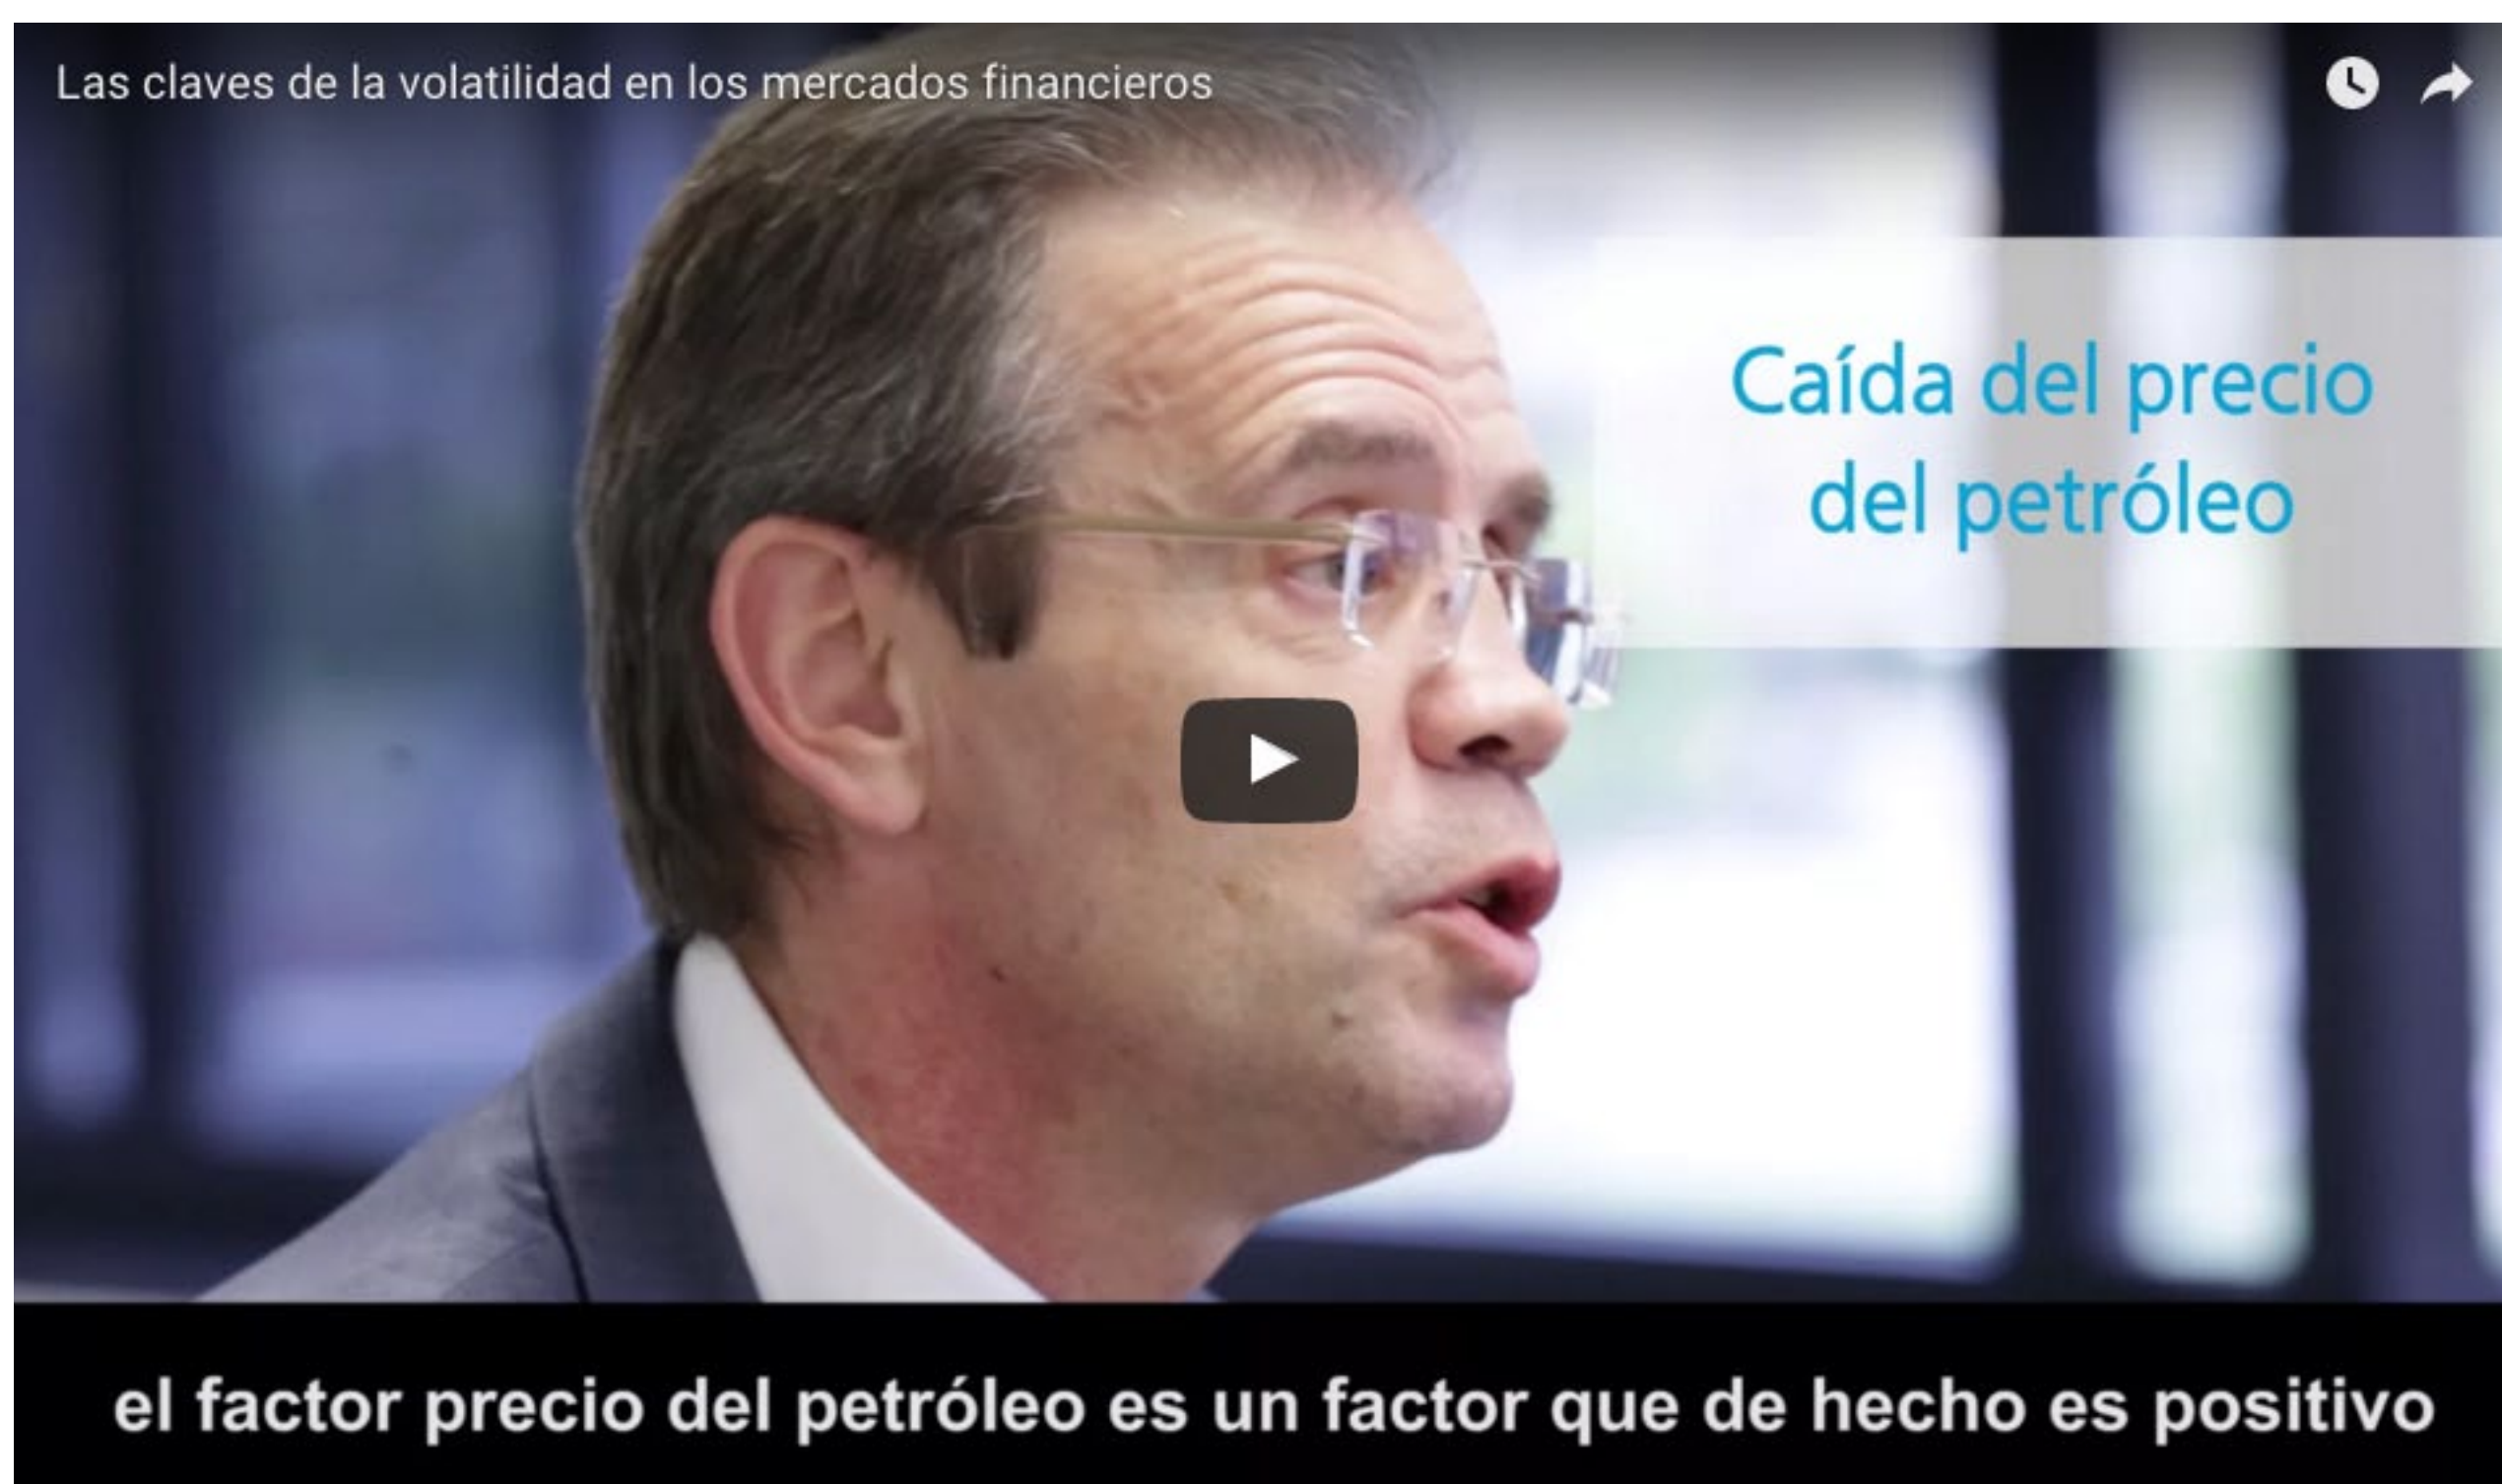 Las claves de la volatilidad en los mercados financieros
Caída del precio
del petróleo
el factor precio del petróleo es un factor que de hecho es positivo